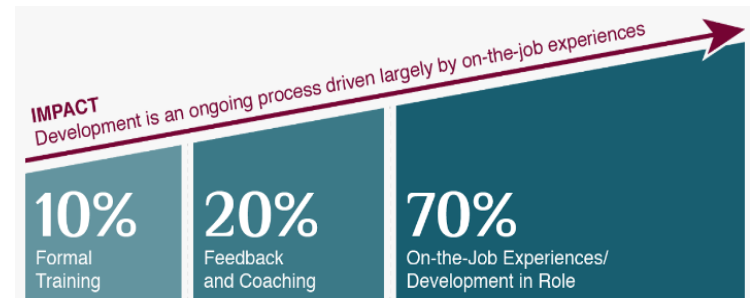 IMPACT
Development is an ongoing process driven largely by on-the-job experiences
10%
Formal
Training
20%
Feedback
and Coaching
70%
On-the-Job Experiences/
Development in Role